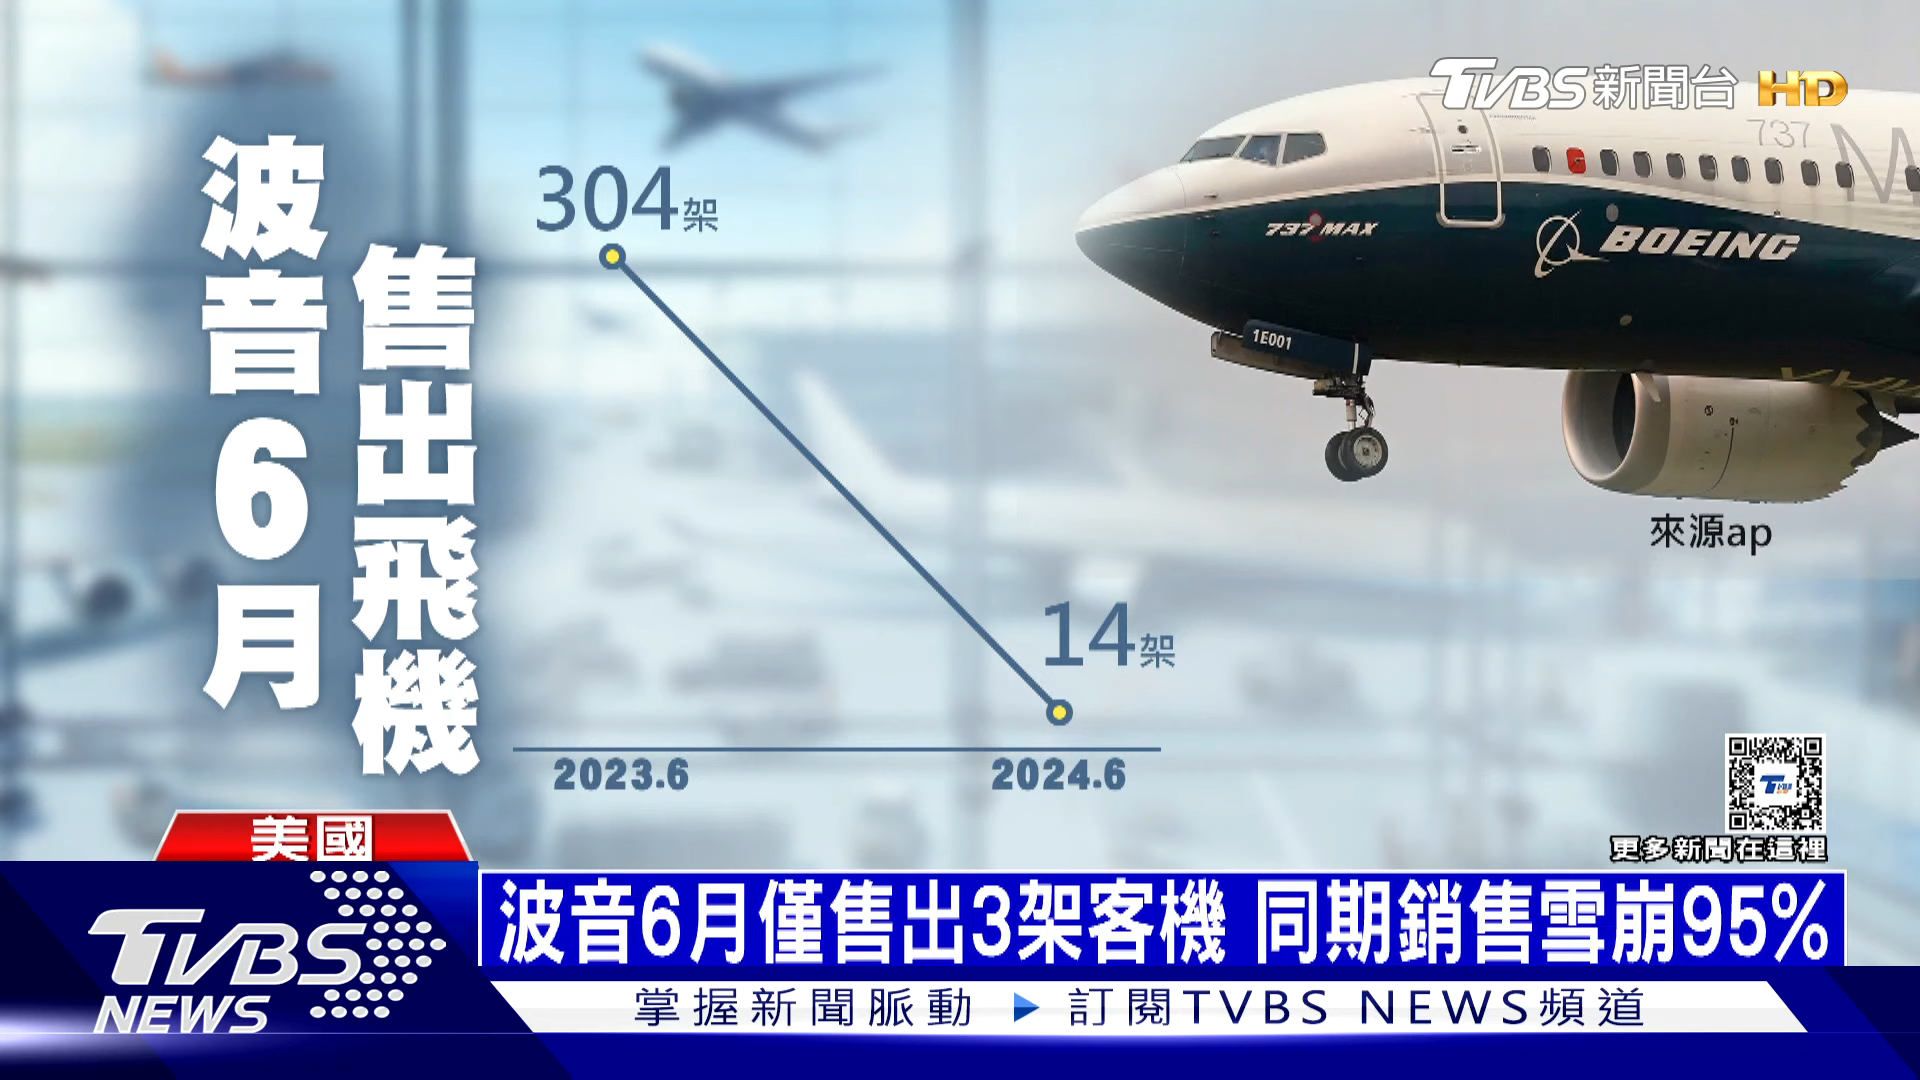 TVBS新聞台 HD
波音6月
售出飛機
304架
14架
2023.6
2024.6
737
M
737 MAX
BOEING
1E001
來源ap
更多新聞在這裡
美國
波音6月僅售出3架客機 同期銷售雪崩95%
TVBS NEWS
掌握新聞脈動 ▶ 訂閱TVBS NEWS頻道